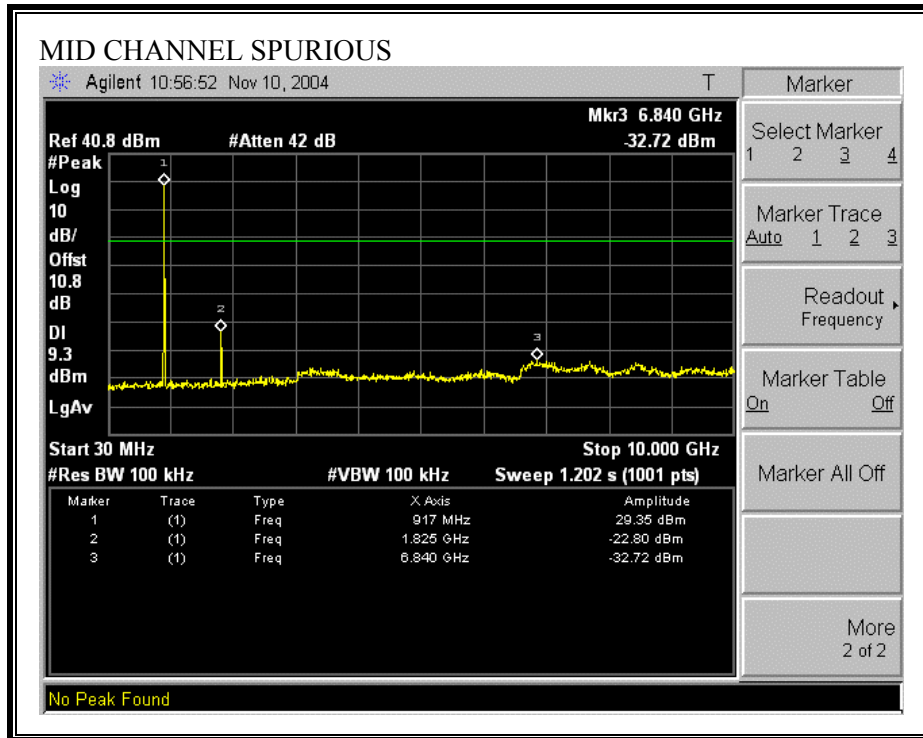 MID CHANNEL SPURIOUS
Agilent 10:56:52 Nov 10, 2004 T
Mkr3 6.840 GHz
Ref 40.8 dBm #Atten 42 dB -32.72 dBm
#Peak
Log
10
dB/
Offst
10.8
dB
DI
9.3
dBm
LgAv
1
2
3
Start 30 MHz Stop 10.000 GHz
#Res BW 100 kHz #VBW 100 kHz Sweep 1.202 s (1001 pts)
Marker Trace Type X Axis Amplitude
1 (1) Freq 917 MHz 29.35 dBm
2 (1) Freq 1.825 GHz -22.80 dBm
3 (1) Freq 6.840 GHz -32.72 dBm
No Peak Found
Marker
Select Marker
1 2 3 4
Marker Trace
Auto 1 2 3
Readout
Frequency
Marker Table
On Off
Marker All Off
More
2 of 2